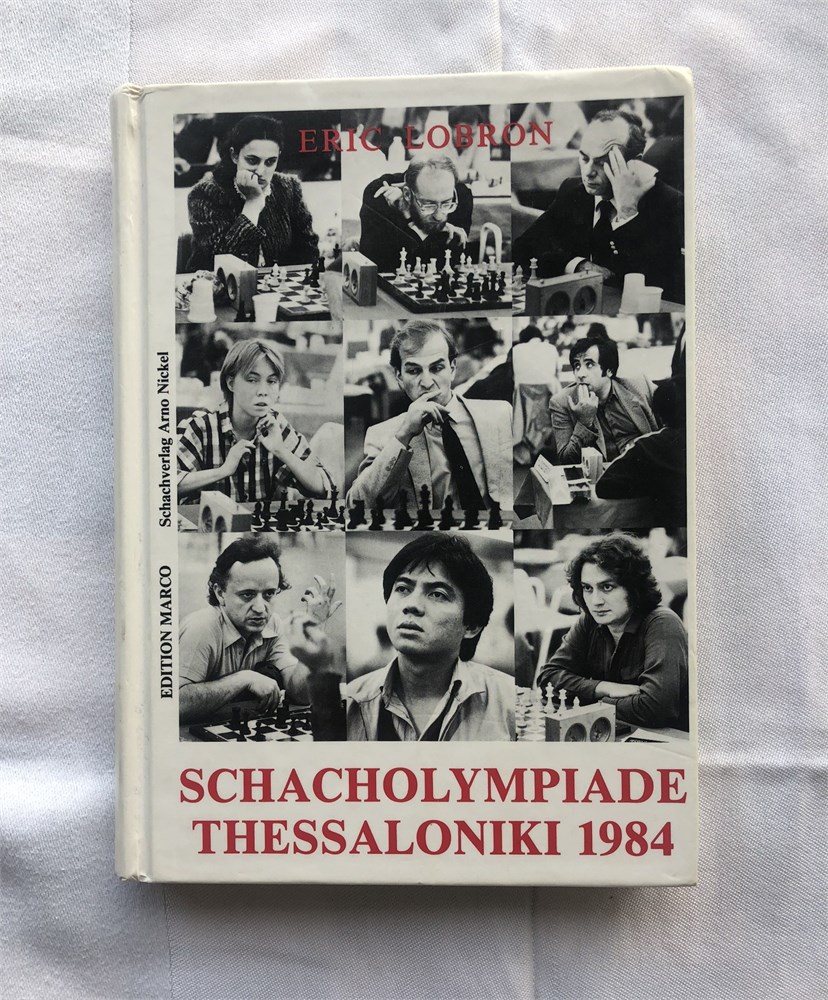 ERIC LOBRON
EDITION MARCO Schachverlag Arno Nickel
SCHACHOLYMPIADE
THESSALONIKI 1984